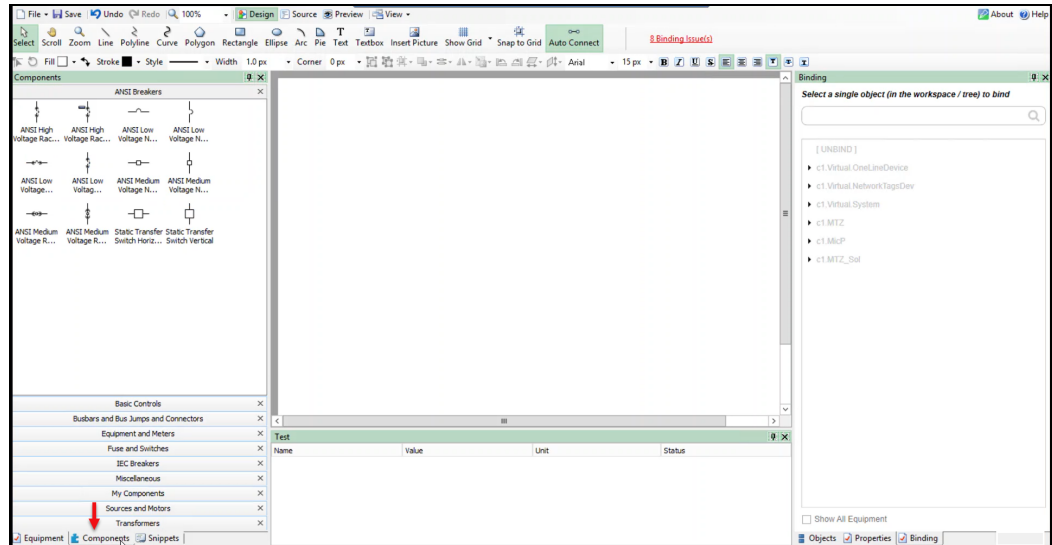 File Save Undo Redo 100% Design Source Preview View About Help
Select Scroll Zoom Line Polyline Curve Polygon Rectangle Ellipse Arc Pie Text Textbox Insert Picture Show Grid Snap to Grid Auto Connect 8 Binding Issue(s)
Fill Stroke Style Width 1.0 px Corner 0 px Arial 15 px B I U S
Components
ANSI Breakers
ANSI High Voltage Rac... ANSI High Voltage Rac... ANSI Low Voltage N... ANSI Low Voltage N...
ANSI Low Voltage... ANSI Low Voltag... ANSI Medium Voltage N... ANSI Medium Voltage N...
ANSI Medium Voltage R... ANSI Medium Voltage R... Static Transfer Switch Horiz... Static Transfer Switch Vertical
Basic Controls
Busbars and Bus Jumps and Connectors
Equipment and Meters
Fuse and Switches
IEC Breakers
Miscellaneous
My Components
Sources and Motors
Transformers
Equipment Components Snippets
Test
Name Value Unit Status
Binding
Select a single object (in the workspace / tree) to bind
[ UNBIND ]
c1.Virtual.OneLineDevice
c1.Virtual.NetworkTagsDev
c1.Virtual.System
c1.MTZ
c1.MicP
c1.MTZ_Sol
Show All Equipment
Objects Properties Binding